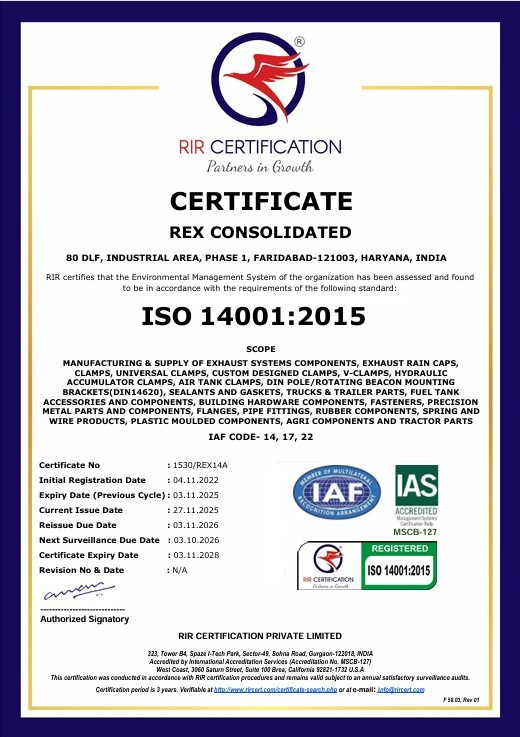 ®
RIR CERTIFICATION
Partners in Growth
CERTIFICATE
REX CONSOLIDATED
80 DLF, INDUSTRIAL AREA, PHASE 1, FARIDABAD-121003, HARYANA, INDIA
RIR certifies that the Environmental Management System of the organization has been assessed and found
to be in accordance with the requirements of the following standard:
ISO 14001:2015
SCOPE
MANUFACTURING & SUPPLY OF EXHAUST SYSTEMS COMPONENTS, EXHAUST RAIN CAPS,
CLAMPS, UNIVERSAL CLAMPS, CUSTOM DESIGNED CLAMPS, V-CLAMPS, HYDRAULIC
ACCUMULATOR CLAMPS, AIR TANK CLAMPS, DIN POLE/ROTATING BEACON MOUNTING
BRACKETS(DIN14620), SEALANTS AND GASKETS, TRUCKS & TRAILER PARTS, FUEL TANK
ACCESSORIES AND COMPONENTS, BUILDING HARDWARE COMPONENTS, FASTENERS, PRECISION
METAL PARTS AND COMPONENTS, FLANGES, PIPE FITTINGS, RUBBER COMPONENTS, SPRING AND
WIRE PRODUCTS, PLASTIC MOULDED COMPONENTS, AGRI COMPONENTS AND TRACTOR PARTS
IAF CODE- 14, 17, 22
Certificate No : 1530/REX14A
Initial Registration Date : 04.11.2022
Expiry Date (Previous Cycle) : 03.11.2025
Current Issue Date : 27.11.2025
Reissue Due Date : 03.11.2028
Next Surveillance Due Date : 03.10.2026
Certificate Expiry Date : 03.11.2028
Revision No & Date : N/A
MEMBER OF MULTILATERAL
IAF
RECOGNITION ARRANGEMENT
IAS
ACCREDITED
Management Systems
Certification Body
MSCB-127
RIR CERTIFICATION
Partners in Growth
REGISTERED
ISO 14001:2015
Authorized Signatory
RIR CERTIFICATION PRIVATE LIMITED
323, Tower B4, Spaze I-Tech Park, Sector-49, Sohna Road, Gurgaon-122018, INDIA
Accredited by International Accreditation Services (Accreditation No. MSCB-127)
West Coast, 3060 Saturn Street, Suite 100 Brea, California 92821-1732 U.S.A
This certification was conducted in accordance with RIR certification procedures and remains valid subject to an annual satisfactory surveillance audits.
Certification period is 3 years. Verifiable at http://www.rircert.com/certificate-search.php or at e-mail: info@rircert.com
F 58.03, Rev 01